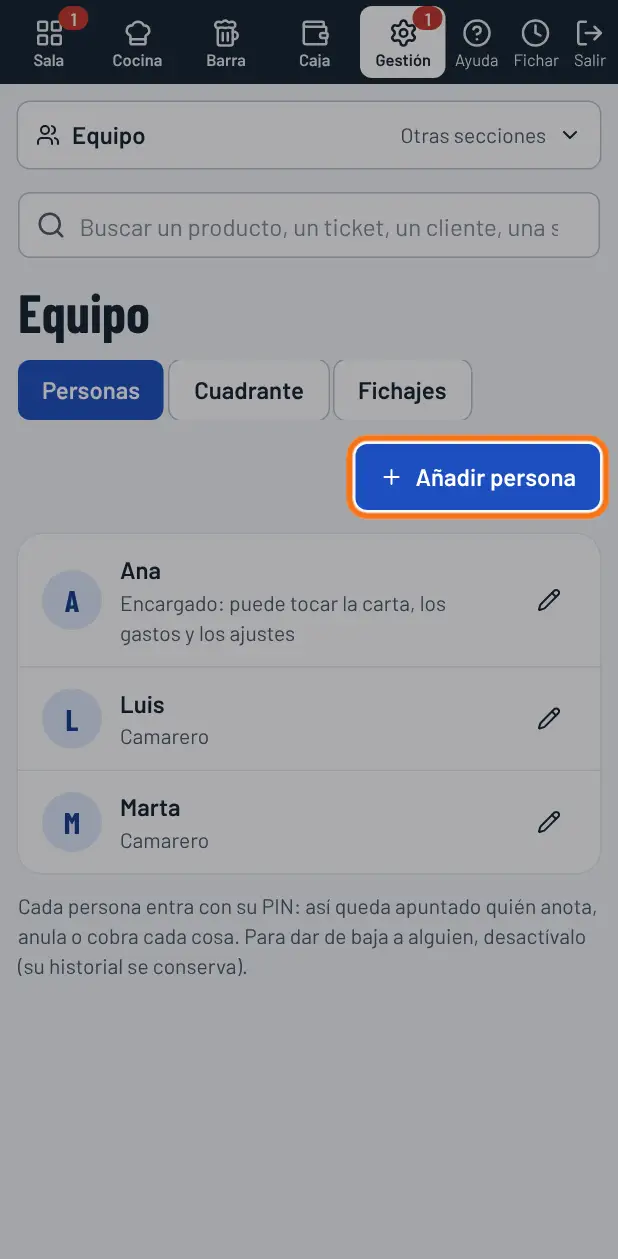 1
1
Sala
Cocina
Barra
Caja
Gestión
Ayuda
Fichar
Salir
Equipo
Otras secciones
Buscar un producto, un ticket, un cliente, una s
Equipo
Personas
Cuadrante
Fichajes
+ Añadir persona
A
Ana
Encargado: puede tocar la carta, los
gastos y los ajustes
L
Luis
Camarero
M
Marta
Camarero
Cada persona entra con su PIN: así queda apuntado quién anota,
anula o cobra cada cosa. Para dar de baja a alguien, desactívalo
(su historial se conserva).